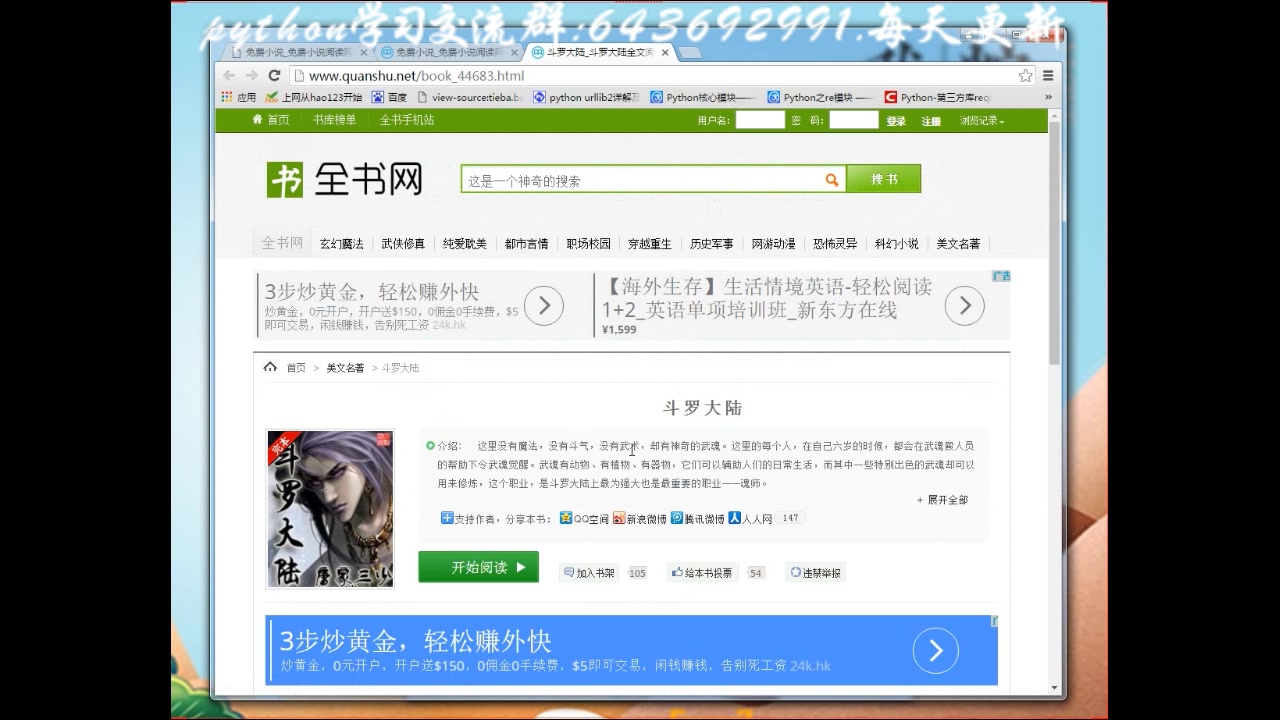 python学习交流群:643692991.每天更新
免费小说_免费小说阅读网
免费小说_免费小说阅读网
斗罗大陆_斗罗大陆全文阅
www.quanshu.net/book_44683.html
应用 上网从hao123开始 百度 view-source:tieba.ba python urllib2详解及 Python核心模块—— Python之re模块 —— Python-第三方库req »
首页 书库榜单 全书手机站 用户名: 密 码: 登录 注册 浏览记录
书 全书网 这是一个神奇的搜索 搜 书
全书网 玄幻魔法 武侠修真 纯爱耽美 都市言情 职场校园 穿越重生 历史军事 网游动漫 恐怖灵异 科幻小说 美文名著
广告
3步炒黄金，轻松赚外快
炒黄金，0元开户，开户送$150，0佣金0手续费，$5
即可交易，闲钱赚钱，告别死工资 24k.hk
【海外生存】生活情境英语-轻松阅读
1+2_英语单项培训班_新东方在线
¥1,599
首页 > 美文名著 > 斗罗大陆
斗罗大陆
完本
斗罗大陆
唐家三少
介绍: 这里没有魔法，没有斗气，没有武术，却有神奇的武魂。这里的每个人，在自己六岁的时候，都会在武魂殿人员
的帮助下令武魂觉醒。武魂有动物、有植物、有器物，它们可以辅助人们的日常生活，而其中一些特别出色的武魂却可以
用来修炼，这个职业，是斗罗大陆上最为强大也是最重要的职业——魂师。
+ 展开全部
支持作者，分享本书: QQ空间 新浪微博 腾讯微博 人人网 147
开始阅读 加入书架 105 给本书投票 54 违禁举报
3步炒黄金，轻松赚外快
炒黄金，0元开户，开户送$150，0佣金0手续费，$5即可交易，闲钱赚钱，告别死工资 24k.hk